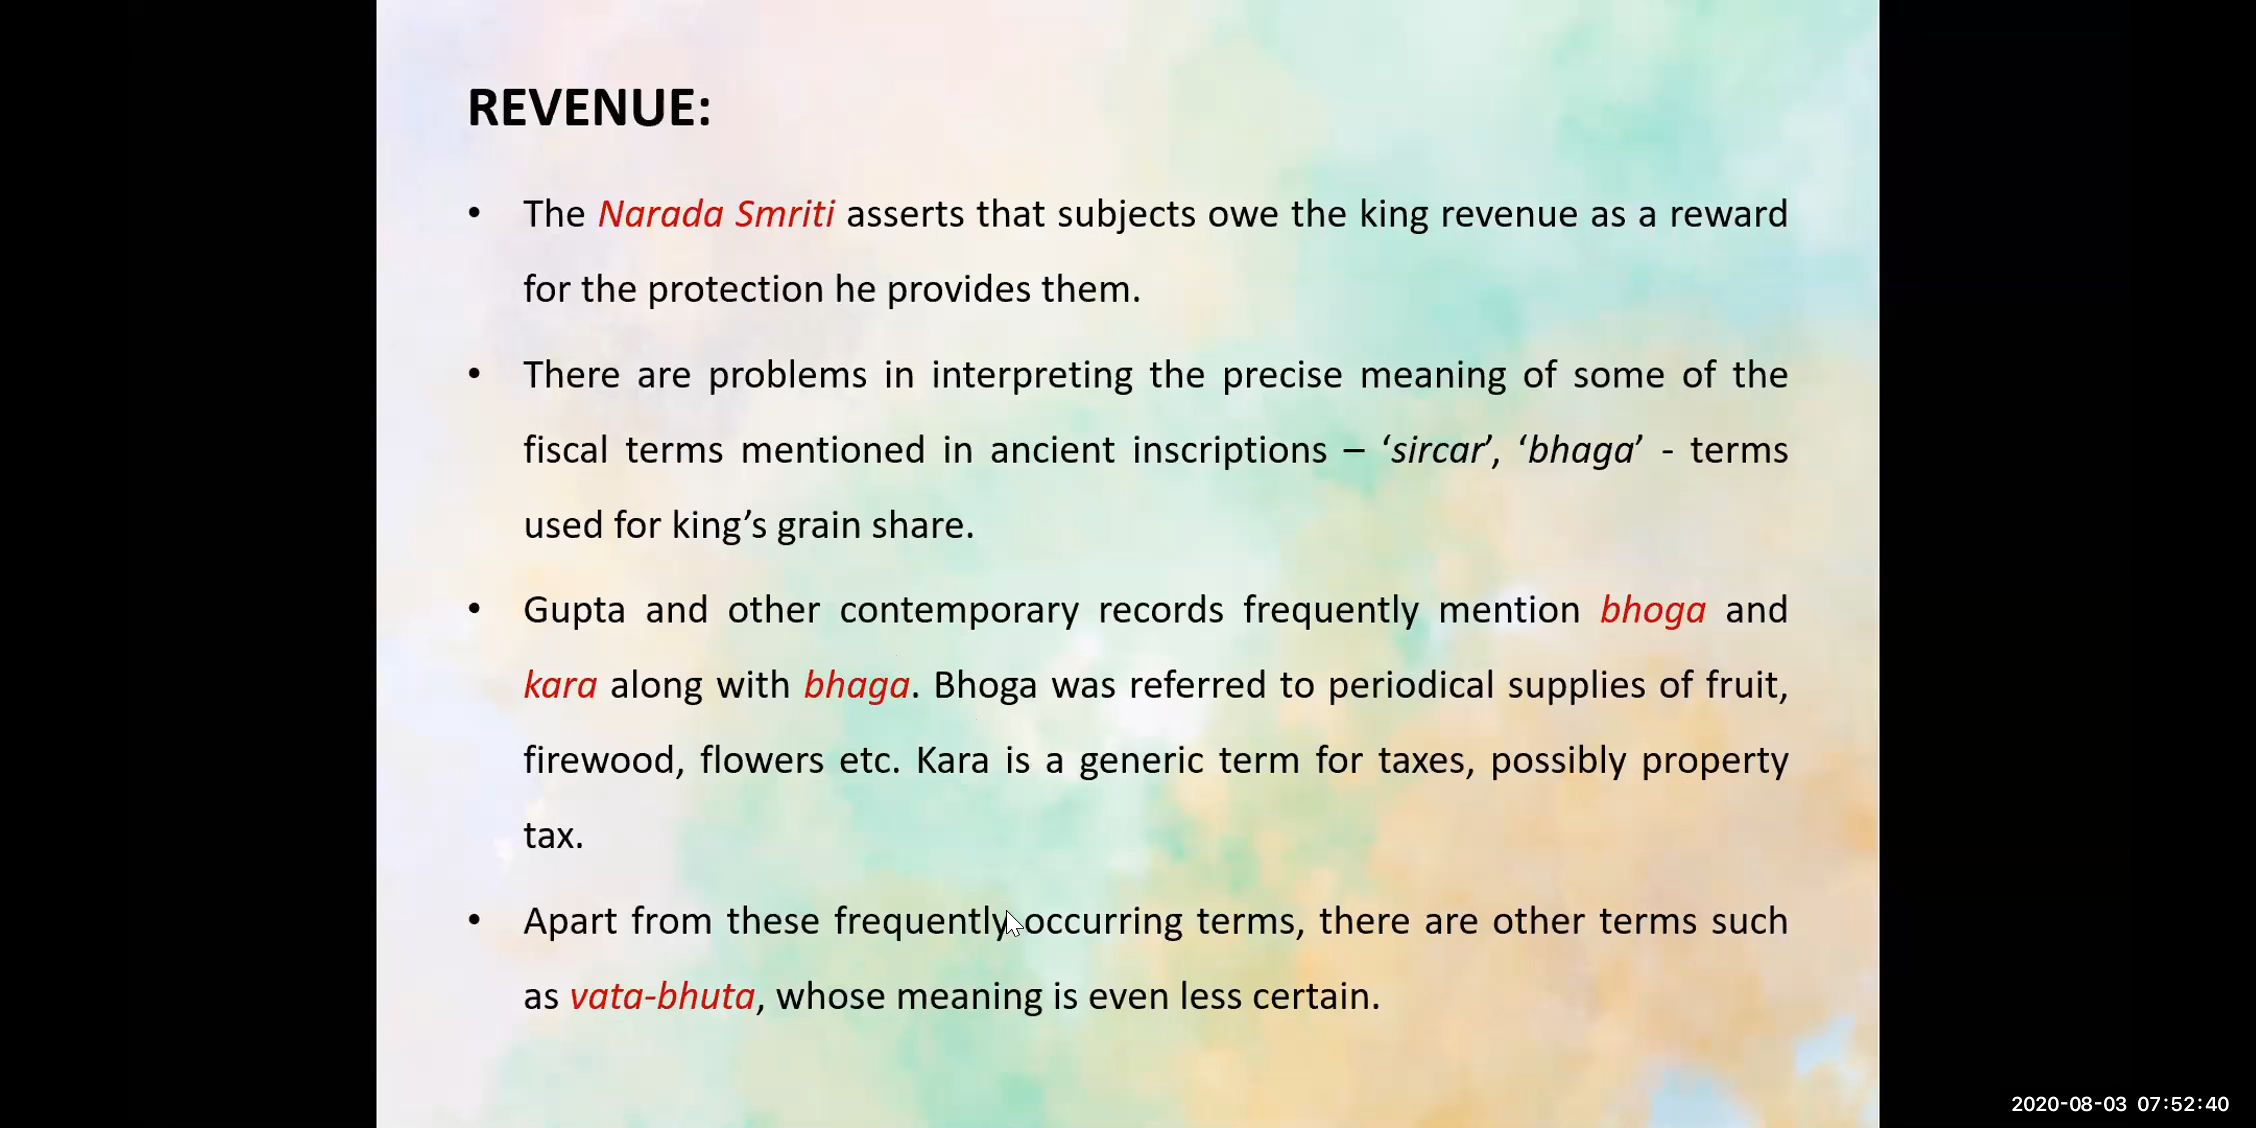 REVENUE:
• The Narada Smriti asserts that subjects owe the king revenue as a reward
for the protection he provides them.
• There are problems in interpreting the precise meaning of some of the
fiscal terms mentioned in ancient inscriptions – ‘sircar’, ‘bhaga’ - terms
used for king’s grain share.
• Gupta and other contemporary records frequently mention bhoga and
kara along with bhaga. Bhoga was referred to periodical supplies of fruit,
firewood, flowers etc. Kara is a generic term for taxes, possibly property
tax.
• Apart from these frequently occurring terms, there are other terms such
as vata-bhuta, whose meaning is even less certain.
2020-08-03 07:52:40